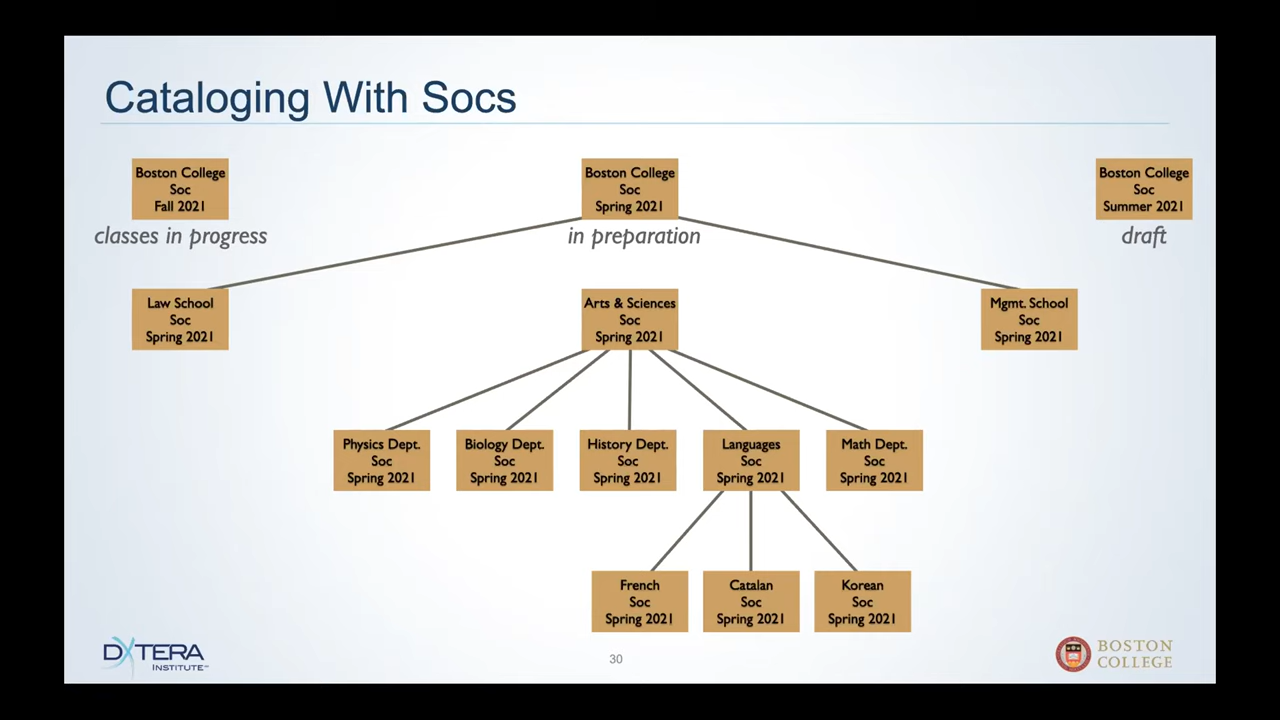 Cataloging With Socs
Boston College
Soc
Fall 2021
classes in progress
Boston College
Soc
Spring 2021
in preparation
Boston College
Soc
Summer 2021
draft
Law School
Soc
Spring 2021
Arts & Sciences
Soc
Spring 2021
Mgmt. School
Soc
Spring 2021
Physics Dept.
Soc
Spring 2021
Biology Dept.
Soc
Spring 2021
History Dept.
Soc
Spring 2021
Languages
Soc
Spring 2021
Math Dept.
Soc
Spring 2021
French
Soc
Spring 2021
Catalan
Soc
Spring 2021
Korean
Soc
Spring 2021
DXTERA
INSTITUTE
30
BOSTON
COLLEGE